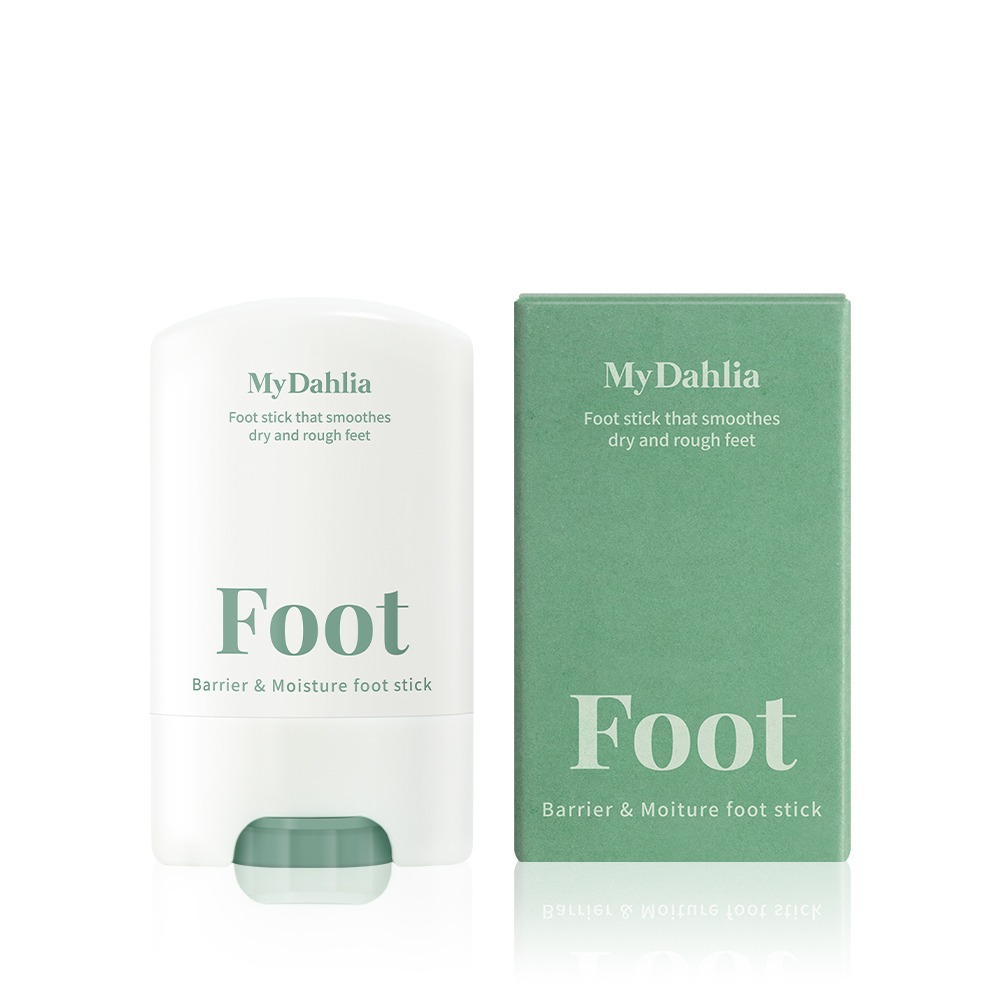 MyDahlia
Foot stick that smoothes
dry and rough feet
Foot
Barrier & Moisture foot stick
MyDahlia
Foot stick that smoothes
dry and rough feet
Foot
Barrier & Moiture foot stick